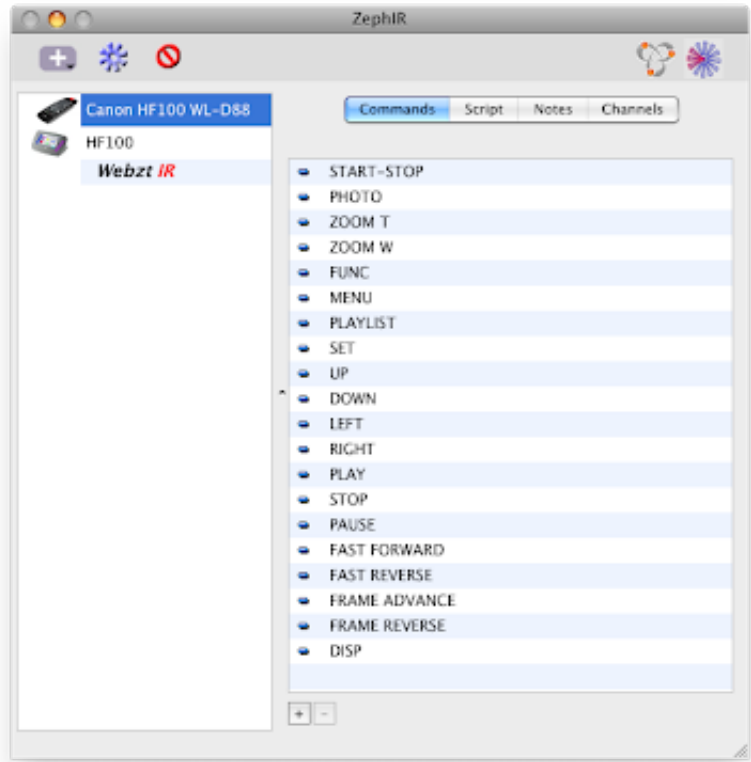 ZephIR
Canon HF100 WL-D88
HF100
Webzt IR
Commands Script Notes Channels
START-STOP
PHOTO
ZOOM T
ZOOM W
FUNC
MENU
PLAYLIST
SET
UP
DOWN
LEFT
RIGHT
PLAY
STOP
PAUSE
FAST FORWARD
FAST REVERSE
FRAME ADVANCE
FRAME REVERSE
DISP